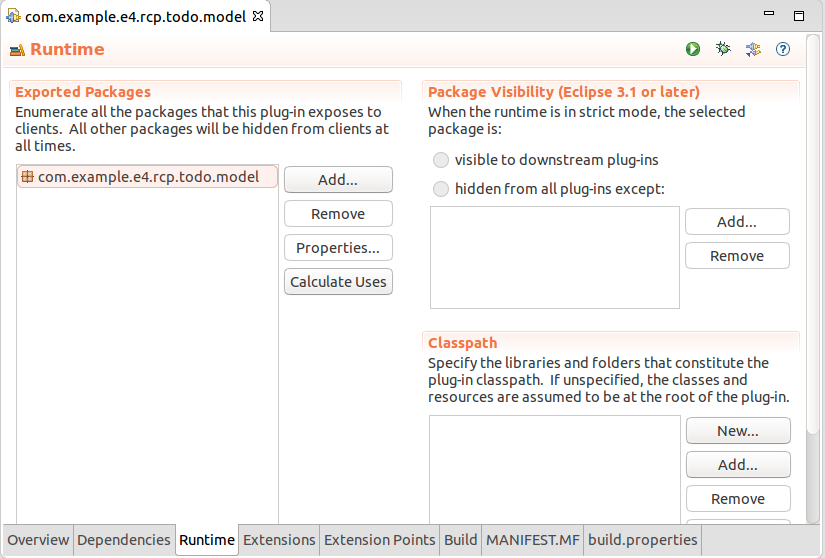 com.example.e4.rcp.todo.model
Runtime
Exported Packages
Enumerate all the packages that this plug-in exposes to
clients.  All other packages will be hidden from clients at
all times.
com.example.e4.rcp.todo.model
Add...
Remove
Properties...
Calculate Uses
Package Visibility (Eclipse 3.1 or later)
When the runtime is in strict mode, the selected
package is:
visible to downstream plug-ins
hidden from all plug-ins except:
Add...
Remove
Classpath
Specify the libraries and folders that constitute the
plug-in classpath.  If unspecified, the classes and
resources are assumed to be at the root of the plug-in.
New...
Add...
Remove
Overview Dependencies Runtime Extensions Extension Points Build MANIFEST.MF build.properties